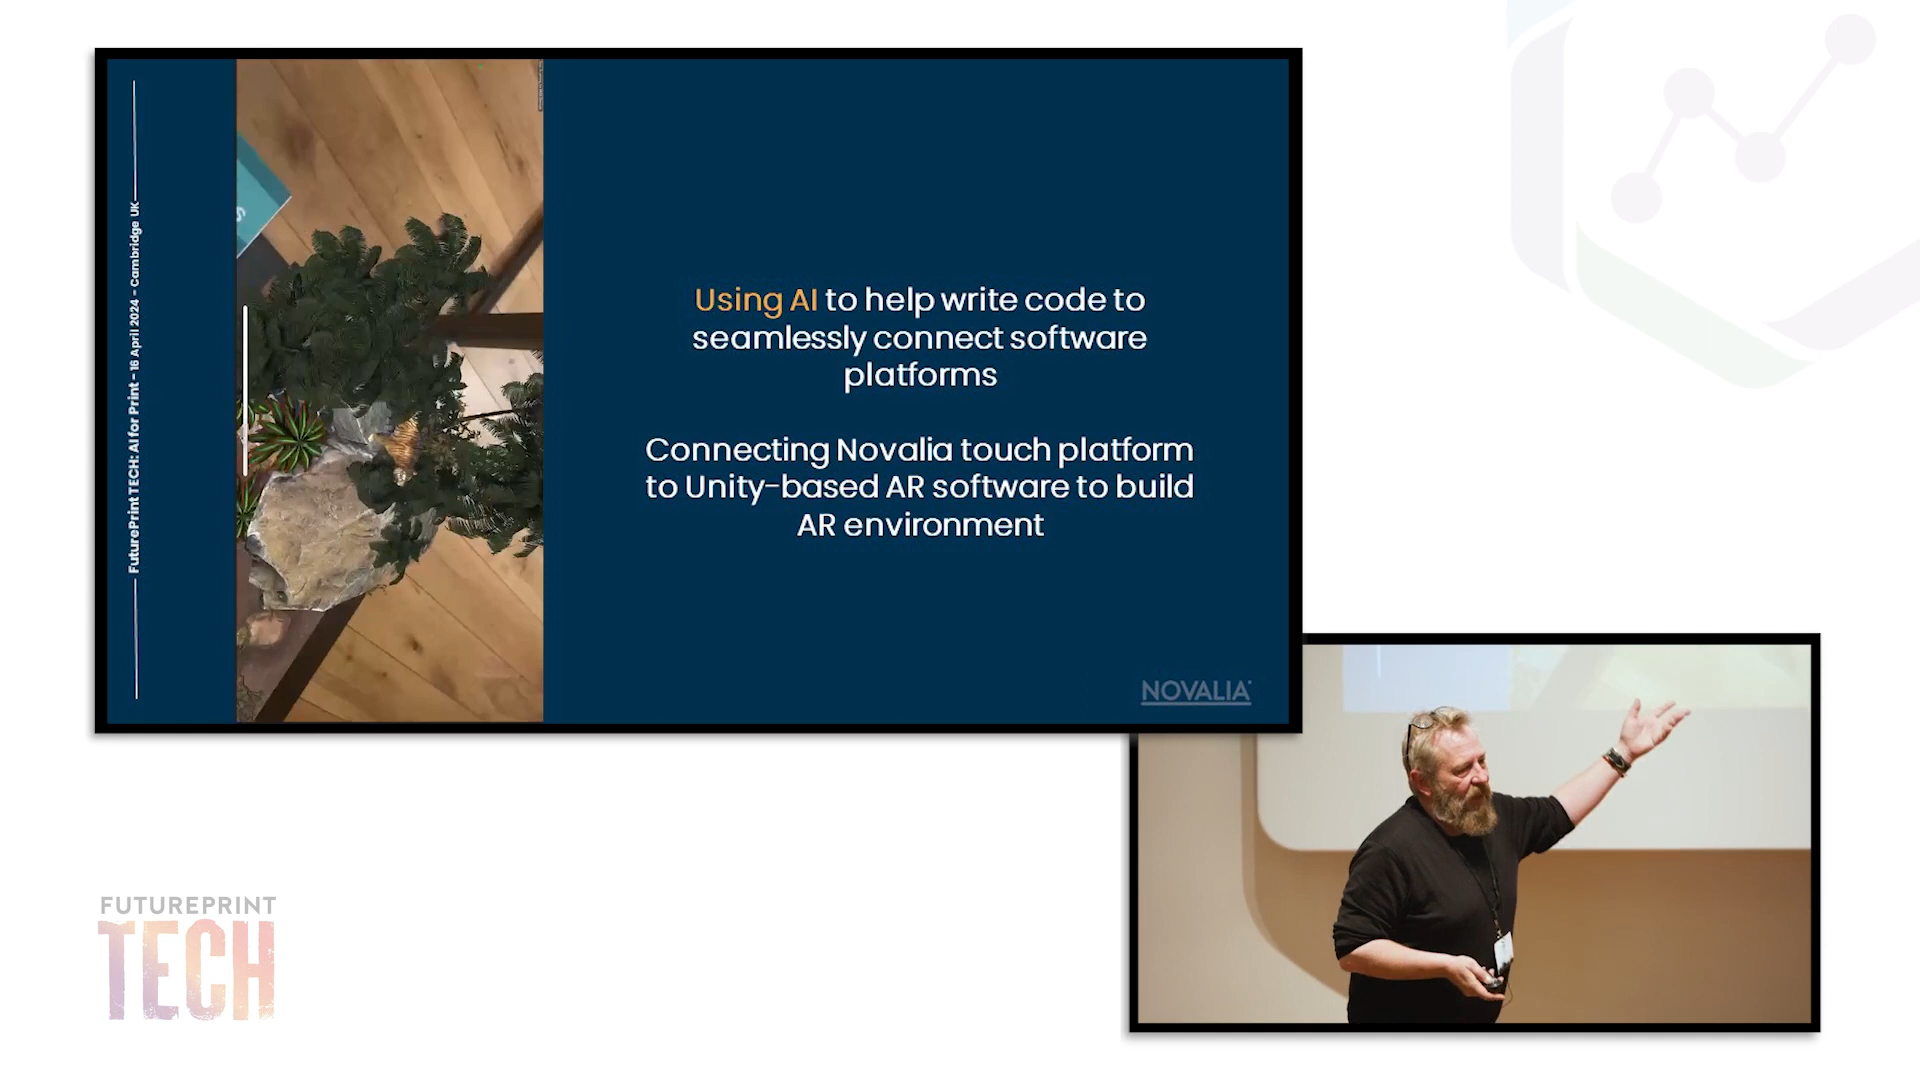 FuturePrint TECH: AI for Print - 16 April 2024 - Cambridge UK
Using AI to help write code to
seamlessly connect software
platforms
Connecting Novalia touch platform
to Unity-based AR software to build
AR environment
NOVALIA
FUTUREPRINT
TECH